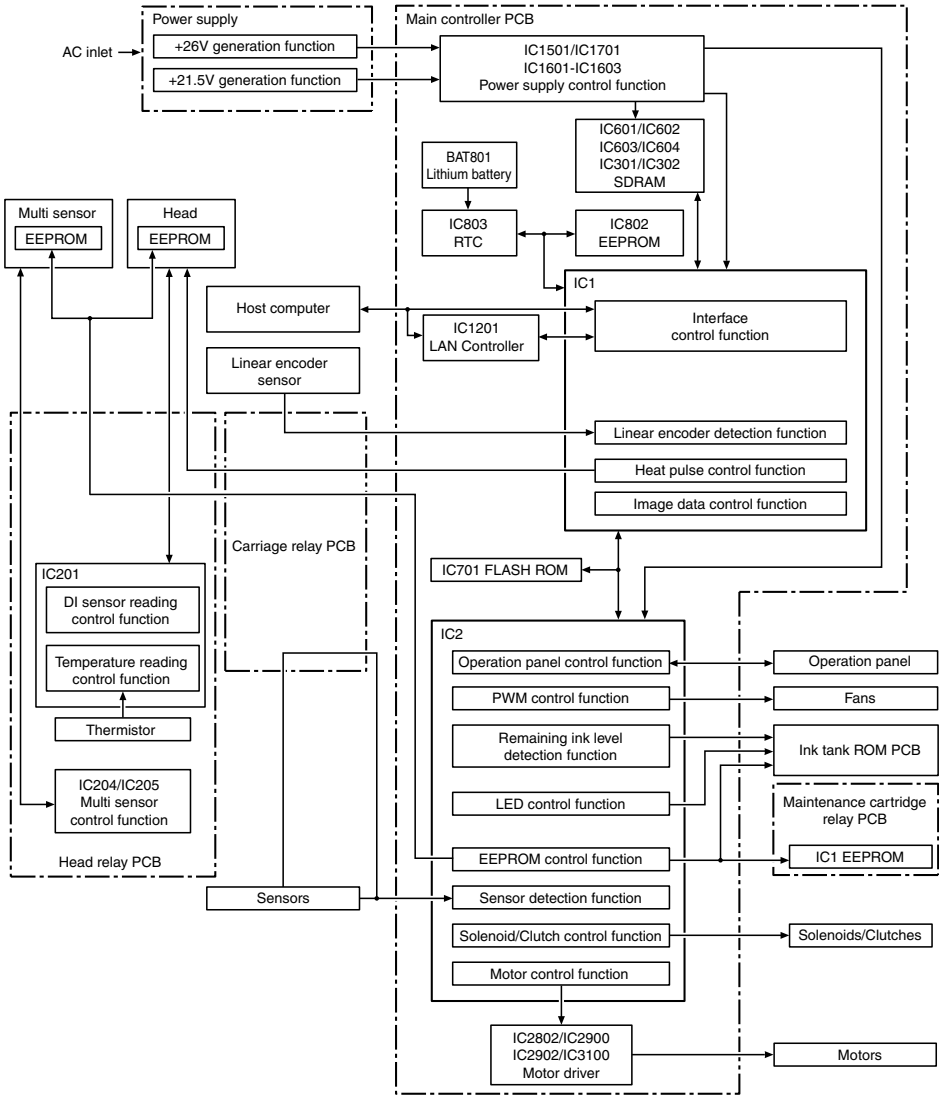 Power supply
+26V generation function
+21.5V generation function
AC inlet
Main controller PCB
IC1501/IC1701
IC1601-IC1603
Power supply control function
IC601/IC602
IC603/IC604
IC301/IC302
SDRAM
BAT801
Lithium battery
IC803
RTC
IC802
EEPROM
Multi sensor
EEPROM
Head
EEPROM
IC1
Interface
control function
Host computer
IC1201
LAN Controller
Linear encoder
sensor
Linear encoder detection function
Heat pulse control function
Image data control function
Carriage relay PCB
IC701 FLASH ROM
IC201
DI sensor reading
control function
Temperature reading
control function
Thermistor
IC204/IC205
Multi sensor
control function
Head relay PCB
IC2
Operation panel control function
Operation panel
PWM control function
Fans
Remaining ink level
detection function
Ink tank ROM PCB
LED control function
Maintenance cartridge
relay PCB
EEPROM control function
IC1 EEPROM
Sensors
Sensor detection function
Solenoid/Clutch control function
Solenoids/Clutches
Motor control function
IC2802/IC2900
IC2902/IC3100
Motor driver
Motors